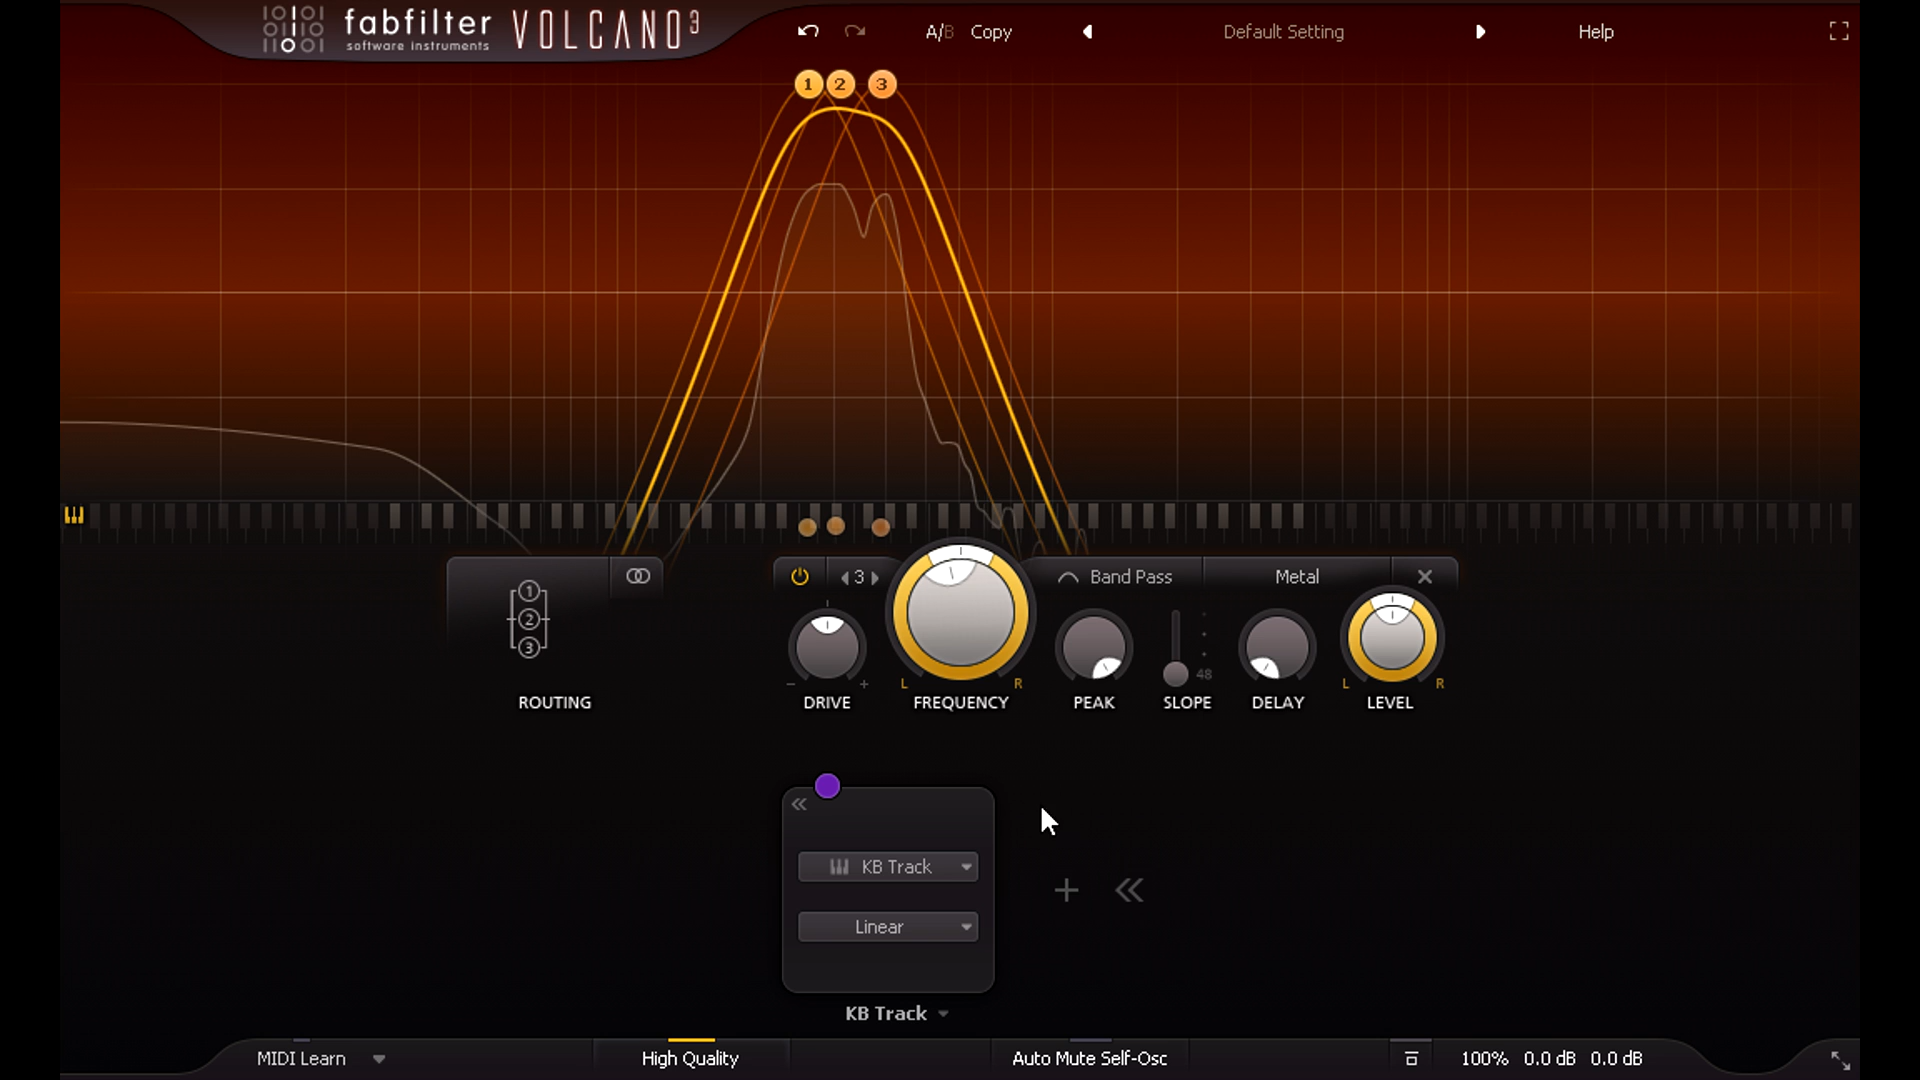 fabfilter
software instruments
VOLCANO3
A/B Copy
Default Setting
Help
1 2 3
3
Band Pass
Metal
1
2
3
L R
48
L R
- +
ROUTING
DRIVE
FREQUENCY
PEAK
SLOPE
DELAY
LEVEL
KB Track
Linear
KB Track
MIDI Learn
High Quality
Auto Mute Self-Osc
100% 0.0 dB 0.0 dB